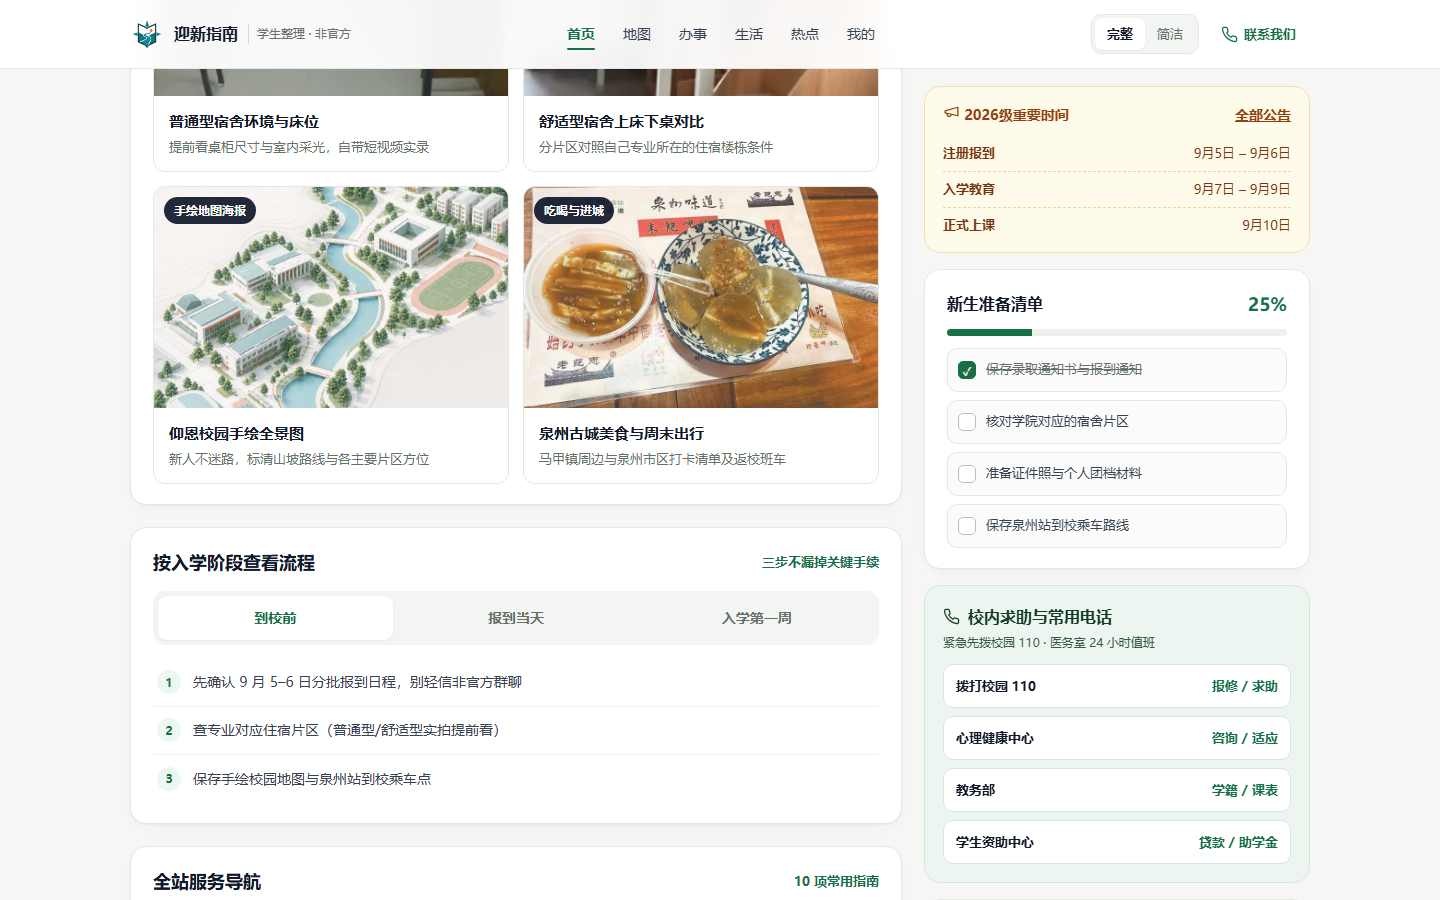 迎新指南
学生整理 · 非官方
首页
地图
办事
生活
热点
我的
完整
简洁
联系我们
普通型宿舍环境与床位
提前看桌柜尺寸与室内采光，自带短视频实录
舒适型宿舍上床下桌对比
分片区对照自己专业所在的住宿楼栋条件
手绘地图海报
仰恩校园手绘全景图
新人不迷路，标清山坡路线与各主要片区方位
吃喝与进城
泉州味道
老范志
泉州古城美食与周末出行
马甲镇周边与泉州市区打卡清单及返校班车
按入学阶段查看流程
三步不漏掉关键手续
到校前
报到当天
入学第一周
1 先确认 9 月 5–6 日分批报到日程，别轻信非官方群聊
2 查专业对应住宿片区（普通型/舒适型实拍提前看）
3 保存手绘校园地图与泉州站到校乘车点
全站服务导航
10 项常用指南
2026级重要时间
全部公告
注册报到 9月5日 – 9月6日
入学教育 9月7日 – 9月9日
正式上课 9月10日
新生准备清单
25%
保存录取通知书与报到通知
核对学院对应的宿舍片区
准备证件照与个人团档材料
保存泉州站到校乘车路线
校内求助与常用电话
紧急先拨校园 110 · 医务室 24 小时值班
拨打校园 110 报修 / 求助
心理健康中心 咨询 / 适应
教务部 学籍 / 课表
学生资助中心 贷款 / 助学金